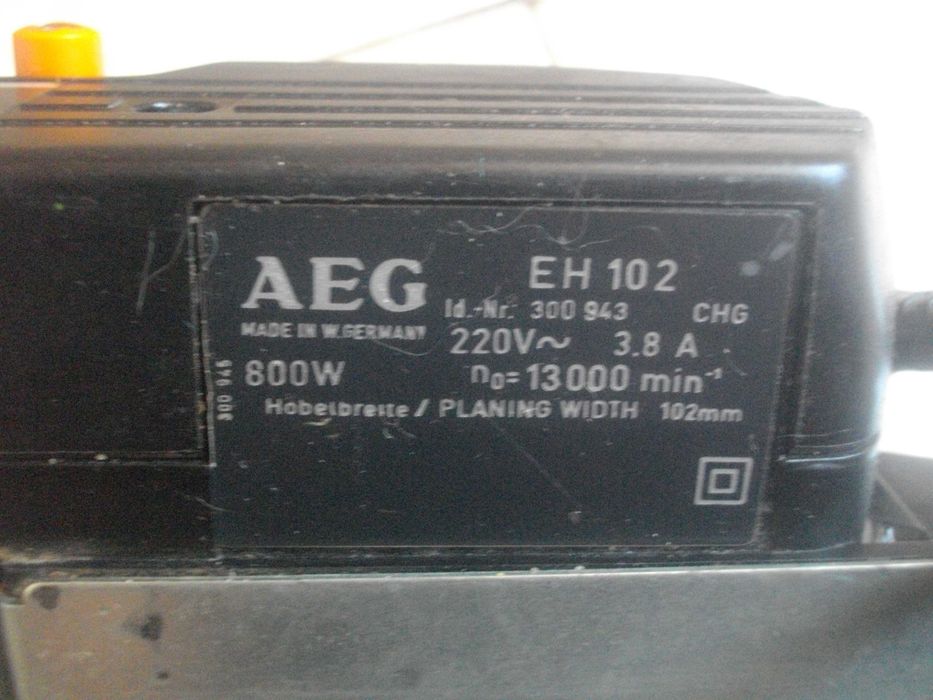 AEG EH 102
Id.-Nr. 300 943 CHG
MADE IN W.GERMANY
220V~ 3.8 A
800W n₀=13000 min⁻¹
Hobelbreite / PLANING WIDTH 102mm
300 945